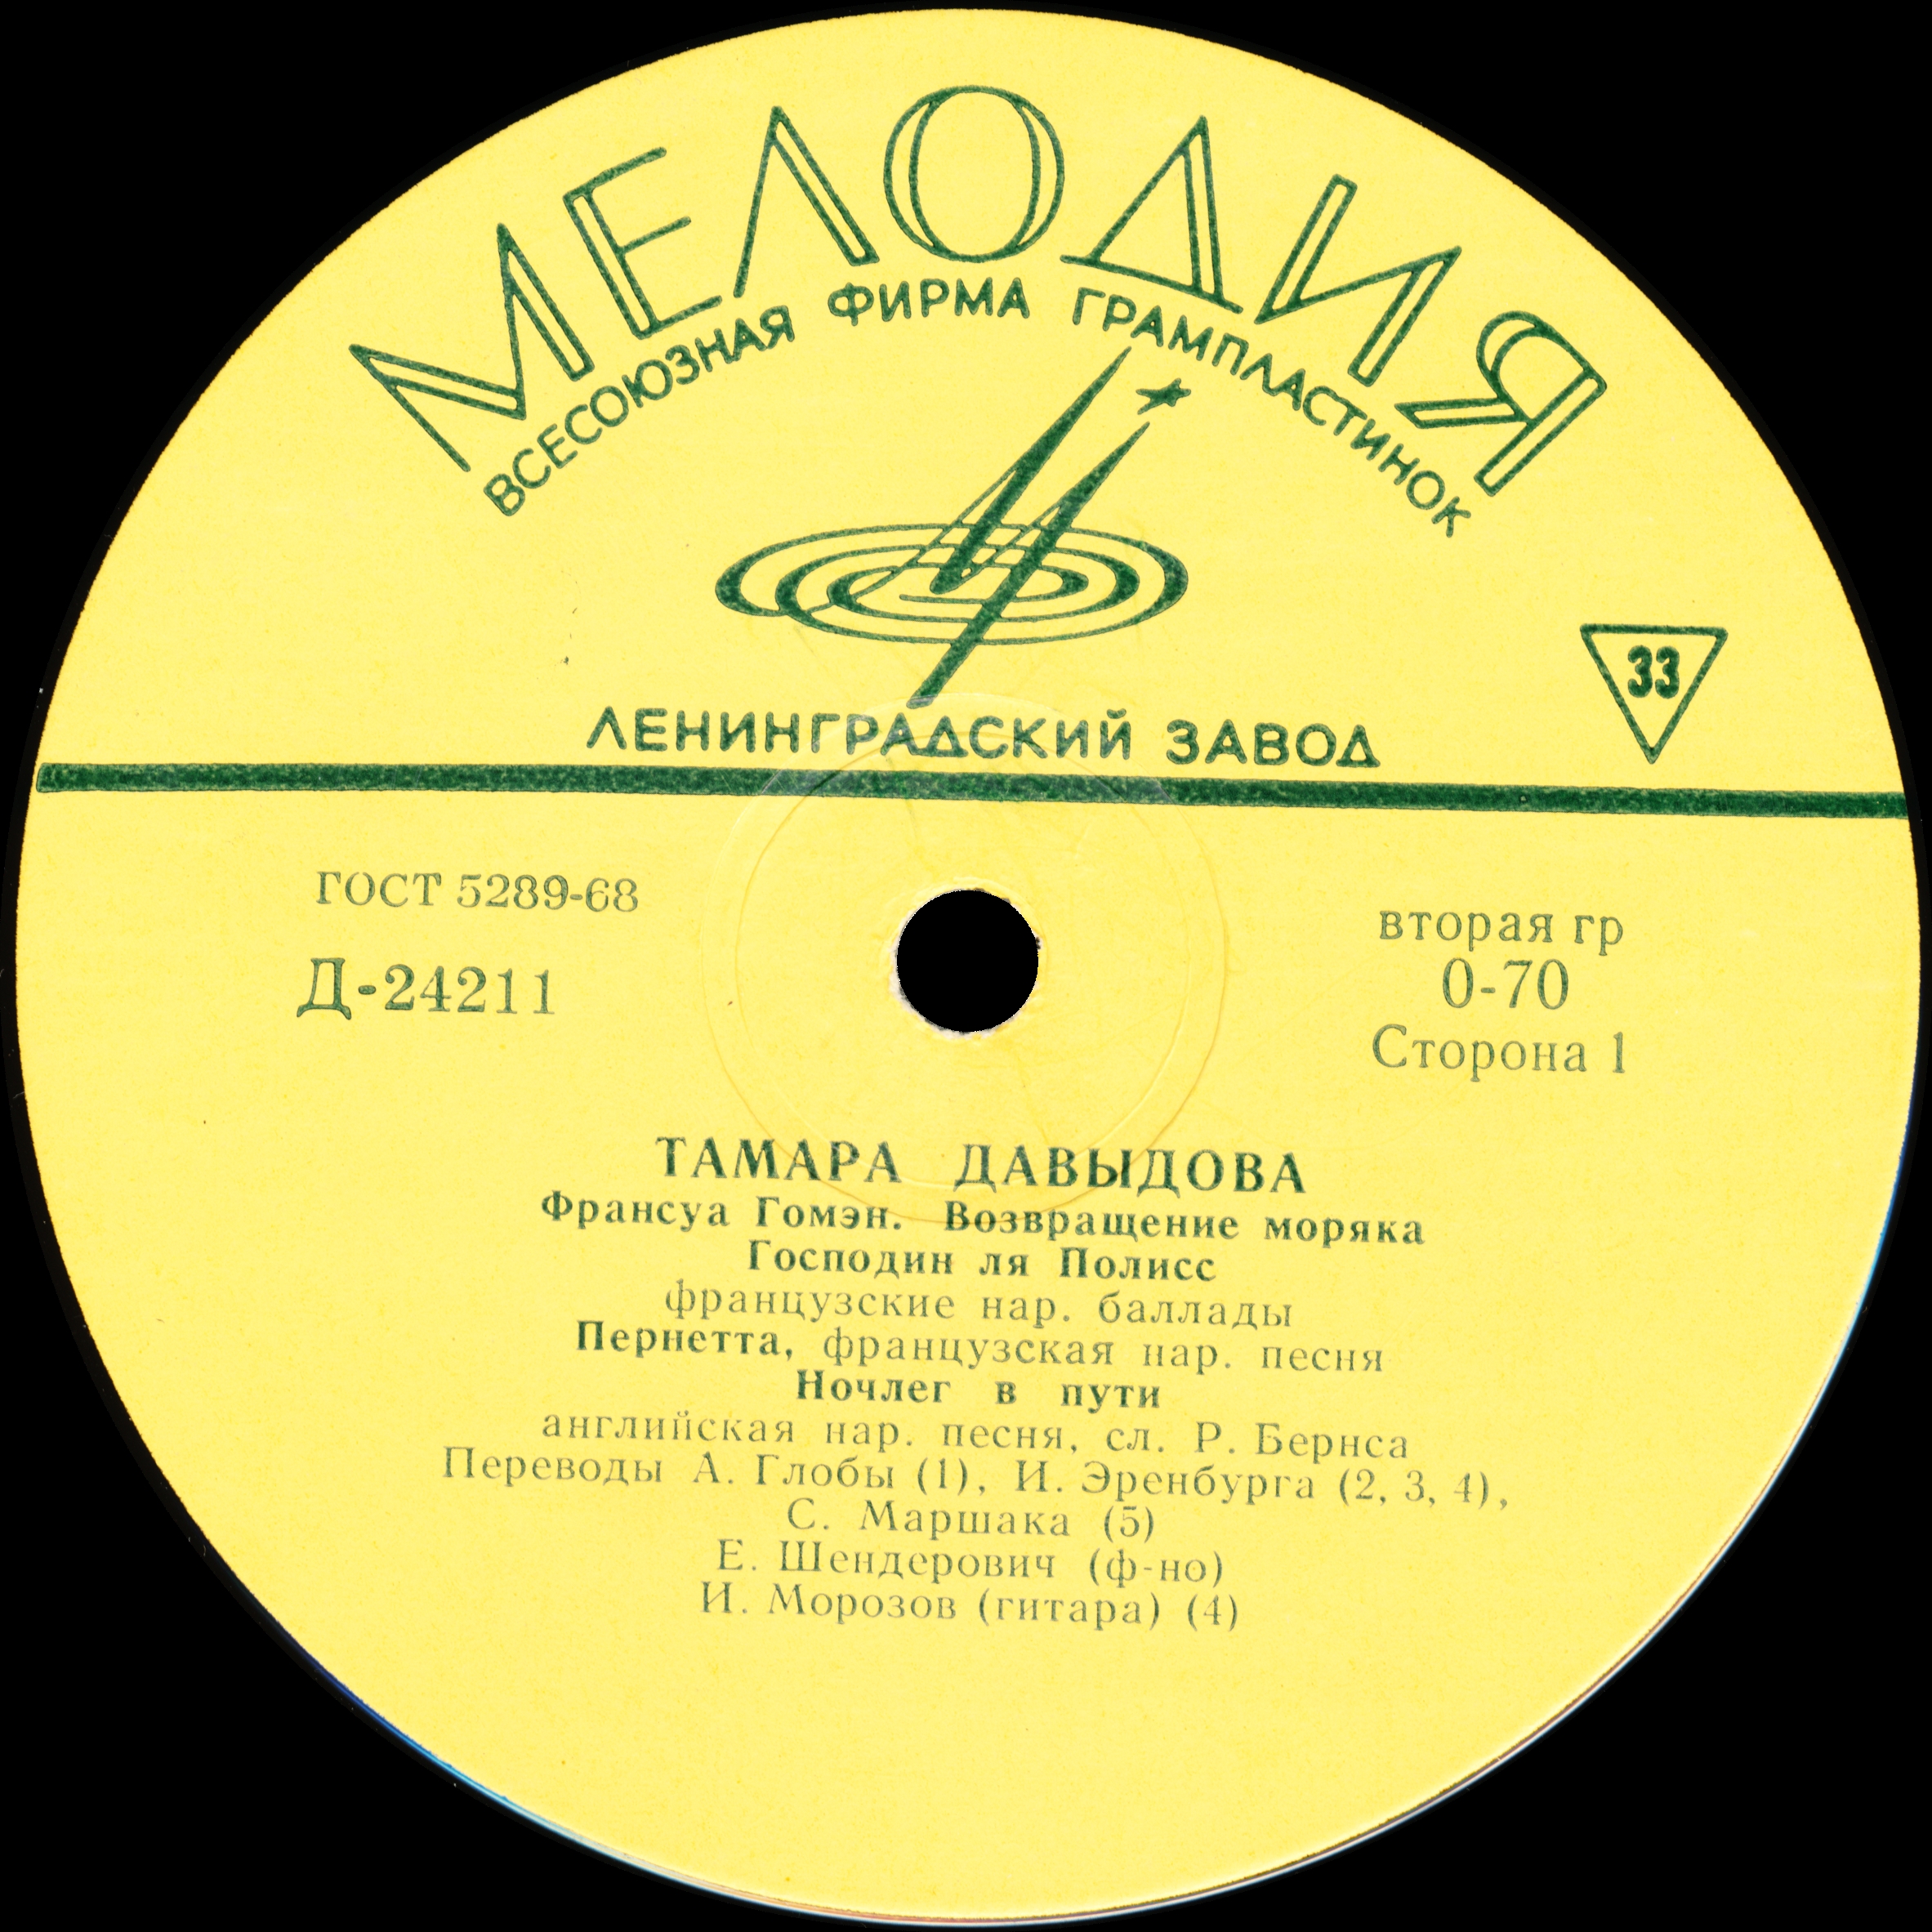 МЕЛОДИЯ
ВСЕСОЮЗНАЯ ФИРМА ГРАМПЛАСТИНОК
33
ЛЕНИНГРАДСКИЙ ЗАВОД
ГОСТ 5289-68
Д-24211
вторая гр
0-70
Сторона 1
ТАМАРА ДАВЫДОВА
Франсуа Гомэн. Возвращение моряка
Господин ля Полисс
французские нар. баллады
Пернетта, французская нар. песня
Ночлег в пути
английская нар. песня, сл. Р. Бернса
Переводы А. Глобы (1), И. Эренбурга (2, 3, 4),
С. Маршака (5)
Е. Шендерович (ф-но)
И. Морозов (гитара) (4)